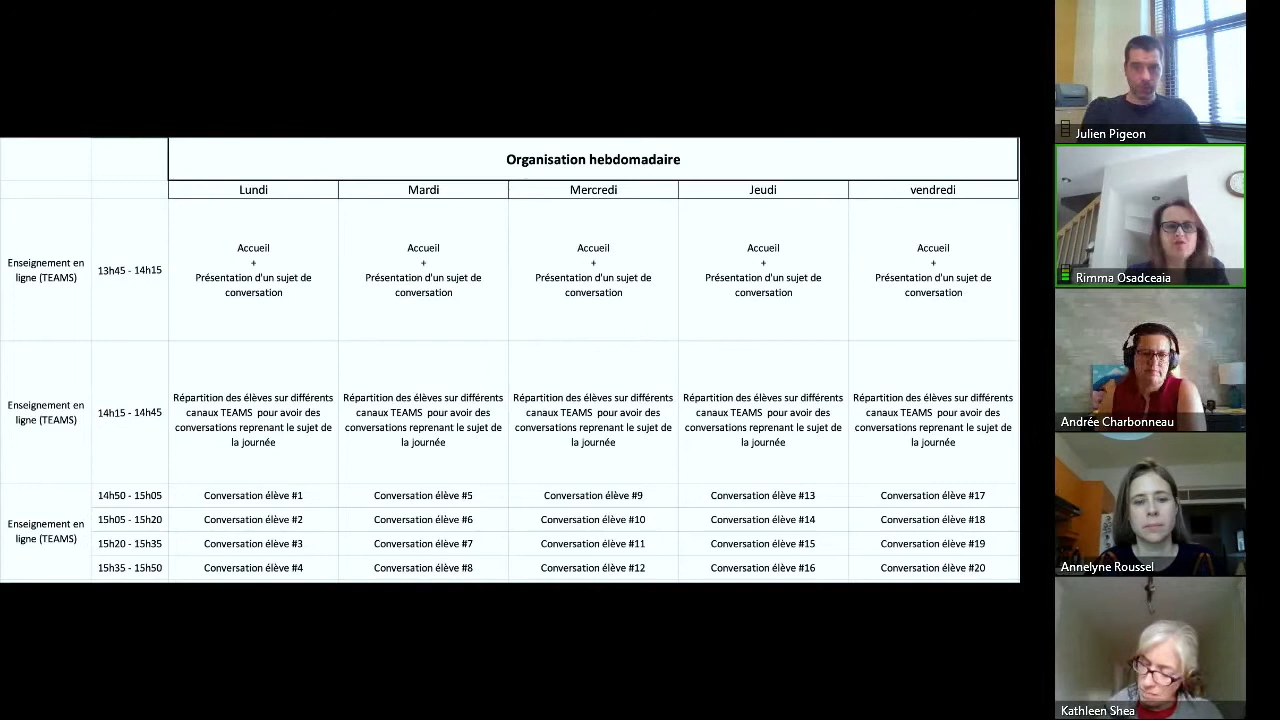 Organisation hebdomadaire
Lundi
Mardi
Mercredi
Jeudi
vendredi
Enseignement en
ligne (TEAMS)
13h45 - 14h15
Accueil
+
Présentation d'un sujet de
conversation
Accueil
+
Présentation d'un sujet de
conversation
Accueil
+
Présentation d'un sujet de
conversation
Accueil
+
Présentation d'un sujet de
conversation
Accueil
+
Présentation d'un sujet de
conversation
Enseignement en
ligne (TEAMS)
14h15 - 14h45
Répartition des élèves sur différents
canaux TEAMS pour avoir des
conversations reprenant le sujet de
la journée
Répartition des élèves sur différents
canaux TEAMS pour avoir des
conversations reprenant le sujet de
la journée
Répartition des élèves sur différents
canaux TEAMS pour avoir des
conversations reprenant le sujet de
la journée
Répartition des élèves sur différents
canaux TEAMS pour avoir des
conversations reprenant le sujet de
la journée
Répartition des élèves sur différents
canaux TEAMS pour avoir des
conversations reprenant le sujet de
la journée
Enseignement en
ligne (TEAMS)
14h50 - 15h05
Conversation élève #1
Conversation élève #5
Conversation élève #9
Conversation élève #13
Conversation élève #17
15h05 - 15h20
Conversation élève #2
Conversation élève #6
Conversation élève #10
Conversation élève #14
Conversation élève #18
15h20 - 15h35
Conversation élève #3
Conversation élève #7
Conversation élève #11
Conversation élève #15
Conversation élève #19
15h35 - 15h50
Conversation élève #4
Conversation élève #8
Conversation élève #12
Conversation élève #16
Conversation élève #20
Julien Pigeon
Rimma Osadceaia
Andrée Charbonneau
Annelyne Roussel
Kathleen Shea